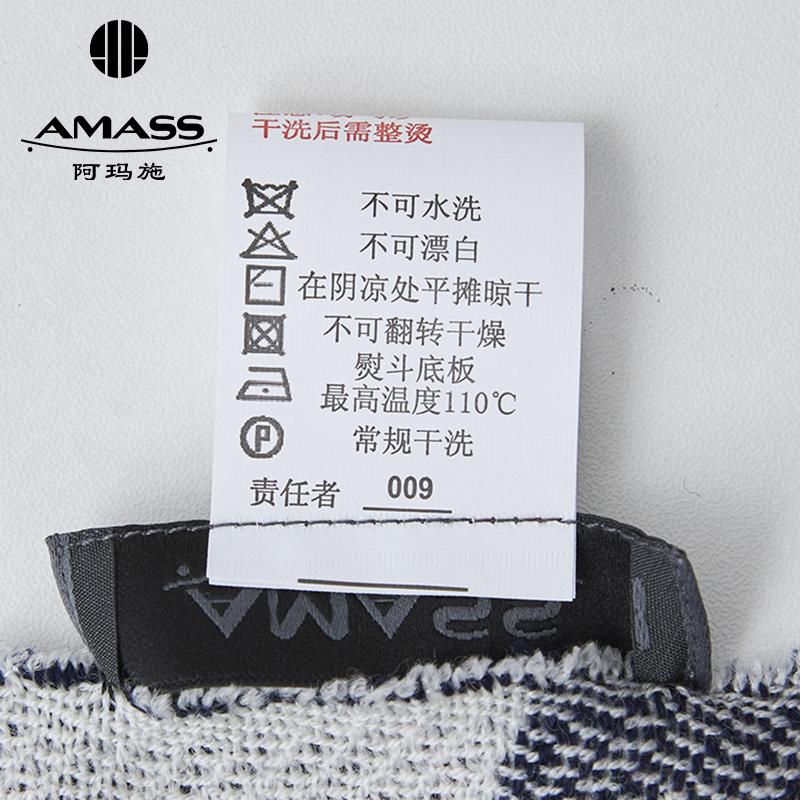 AMASS
阿玛施
干洗后需整烫
不可水洗
不可漂白
在阴凉处平摊晾干
不可翻转干燥
熨斗底板
最高温度110℃
P
常规干洗
责任者 009